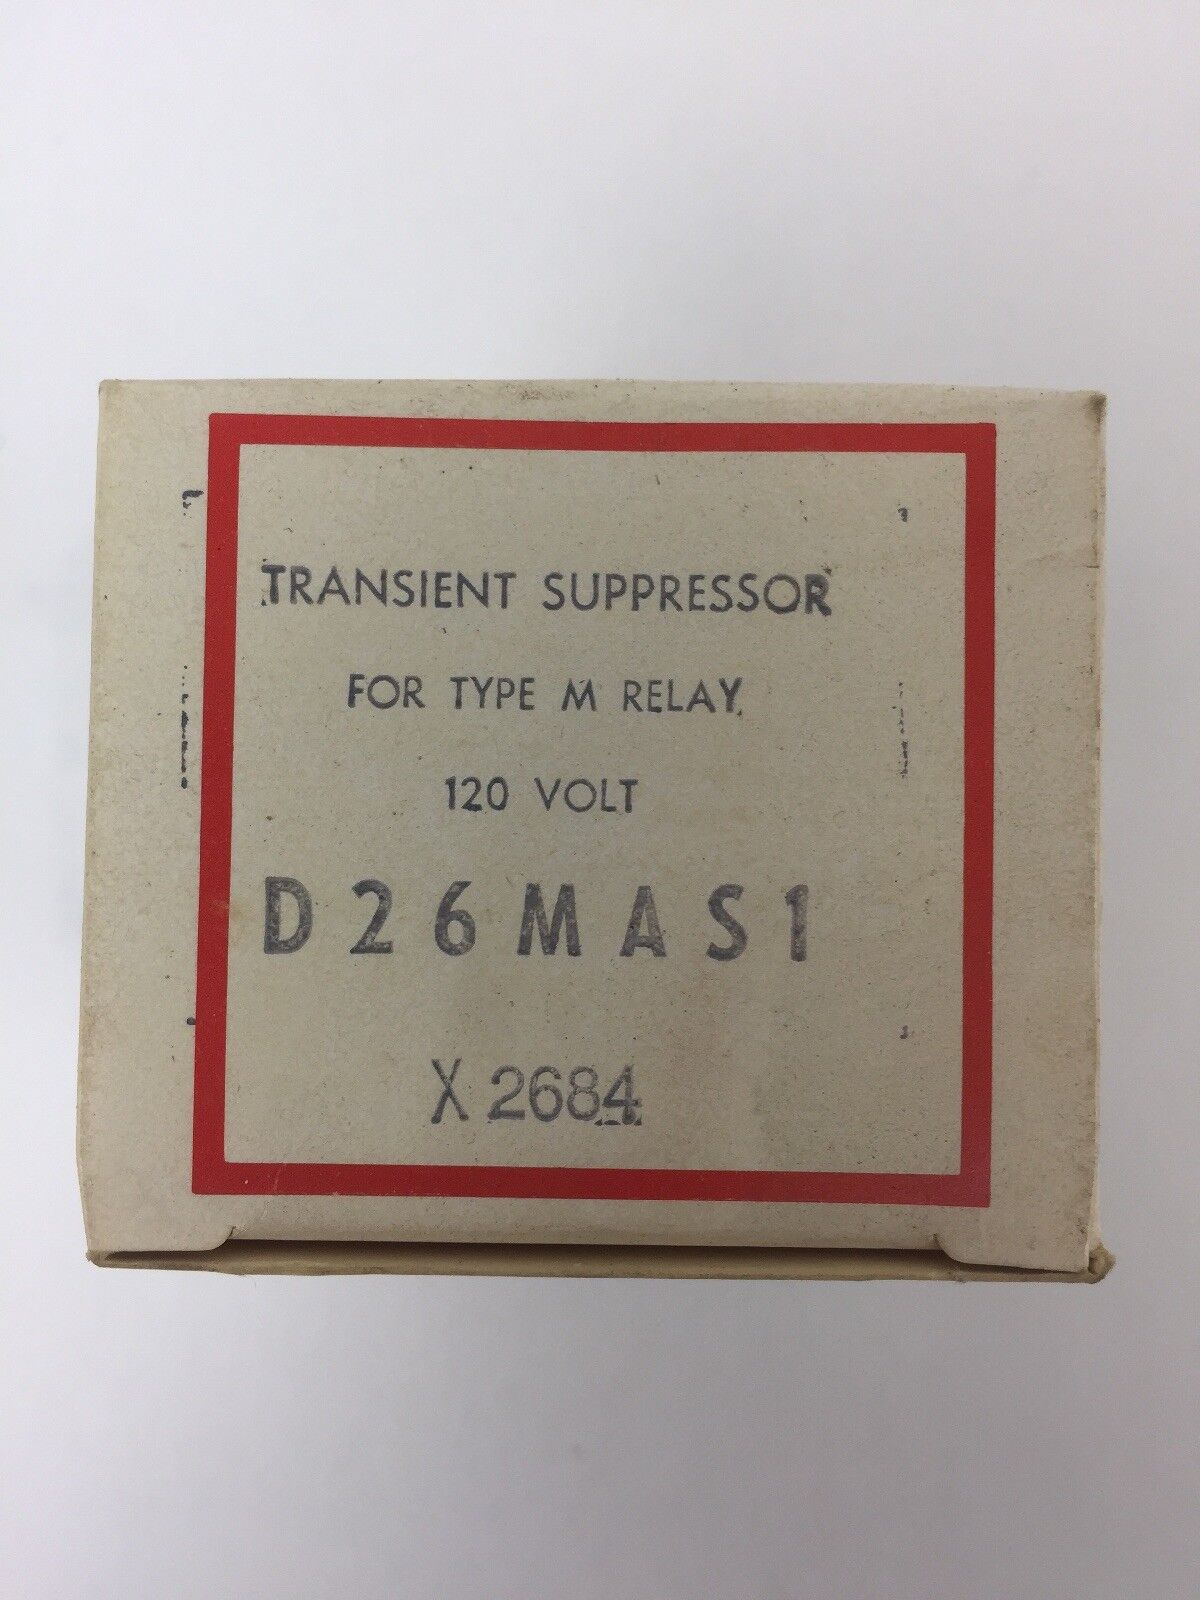 TRANSIENT SUPPRESSOR
FOR TYPE M RELAY
120 VOLT
D26MAS1
X 2684